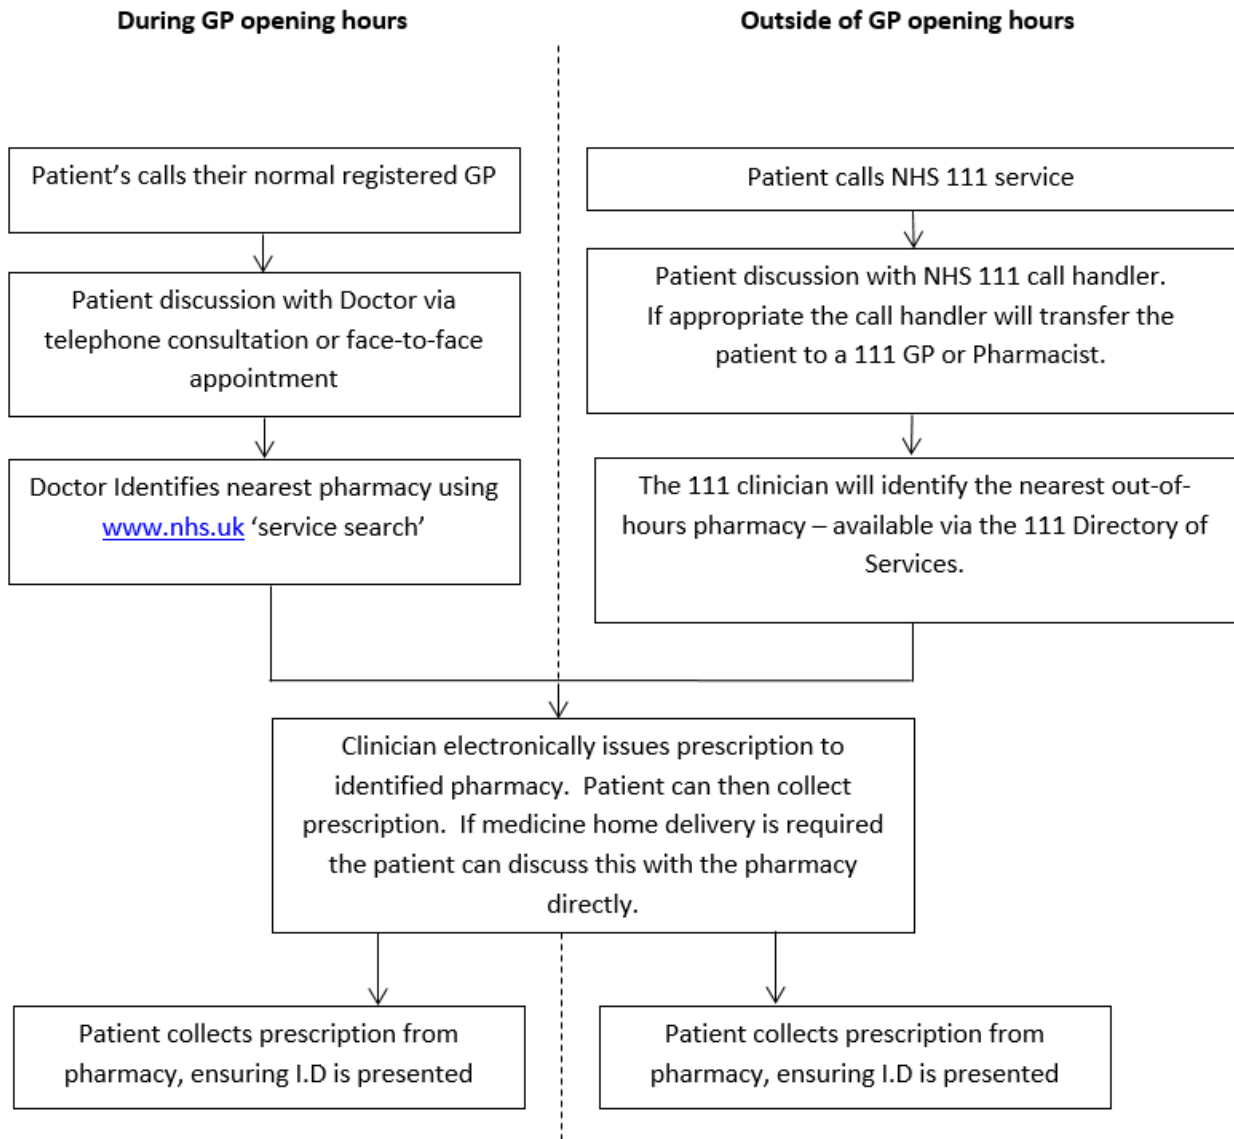 During GP opening hours
Outside of GP opening hours
Patient's calls their normal registered GP
Patient discussion with Doctor via
telephone consultation or face-to-face
appointment
Doctor Identifies nearest pharmacy using
www.nhs.uk 'service search'
Patient calls NHS 111 service
Patient discussion with NHS 111 call handler.
If appropriate the call handler will transfer the
patient to a 111 GP or Pharmacist.
The 111 clinician will identify the nearest out-of-
hours pharmacy – available via the 111 Directory of
Services.
Clinician electronically issues prescription to
identified pharmacy.  Patient can then collect
prescription.  If medicine home delivery is required
the patient can discuss this with the pharmacy
directly.
Patient collects prescription from
pharmacy, ensuring I.D is presented
Patient collects prescription from
pharmacy, ensuring I.D is presented